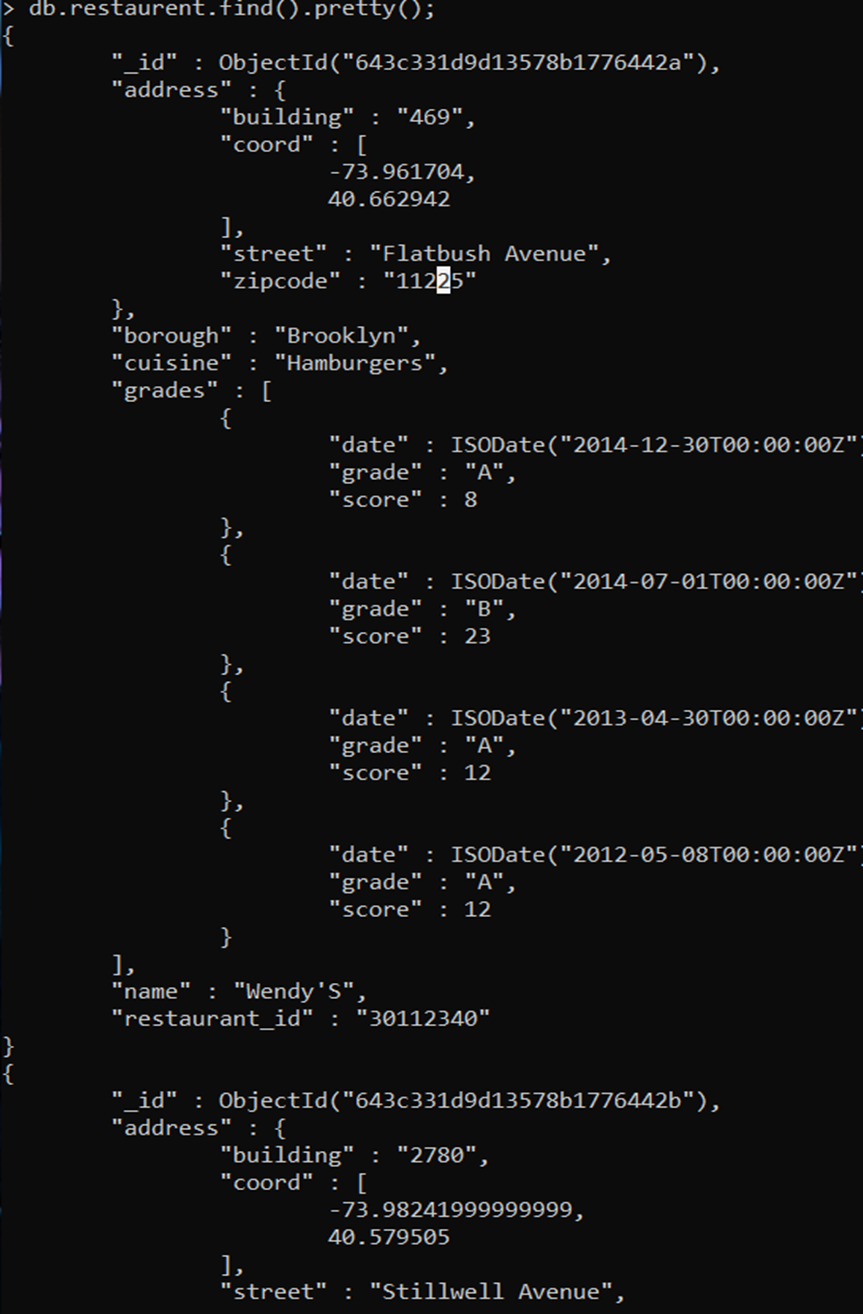 > db.restaurent.find().pretty();
{
"_id" : ObjectId("643c331d9d13578b1776442a"),
"address" : {
"building" : "469",
"coord" : [
-73.961704,
40.662942
],
"street" : "Flatbush Avenue",
"zipcode" : "11225"
},
"borough" : "Brooklyn",
"cuisine" : "Hamburgers",
"grades" : [
{
"date" : ISODate("2014-12-30T00:00:00Z")
"grade" : "A",
"score" : 8
},
{
"date" : ISODate("2014-07-01T00:00:00Z")
"grade" : "B",
"score" : 23
},
{
"date" : ISODate("2013-04-30T00:00:00Z")
"grade" : "A",
"score" : 12
},
{
"date" : ISODate("2012-05-08T00:00:00Z")
"grade" : "A",
"score" : 12
}
],
"name" : "Wendy'S",
"restaurant_id" : "30112340"
}
{
"_id" : ObjectId("643c331d9d13578b1776442b"),
"address" : {
"building" : "2780",
"coord" : [
-73.98241999999999,
40.579505
],
"street" : "Stillwell Avenue",